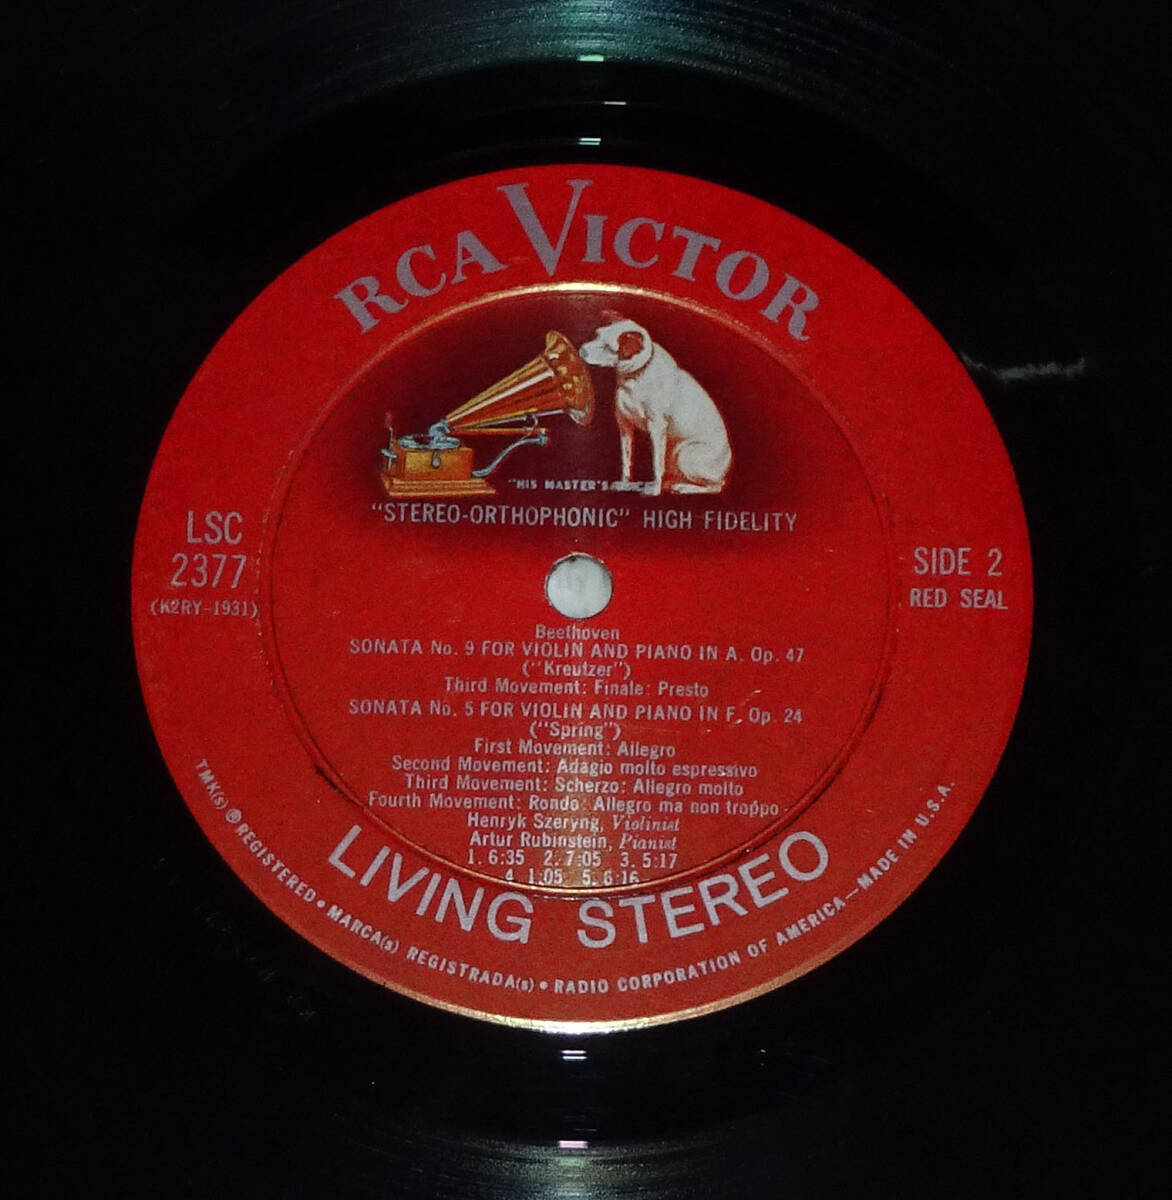 RCA VICTOR
"HIS MASTER'S VOICE"
"STEREO-ORTHOPHONIC" HIGH FIDELITY
LSC
2377
(K2RY-1931)
SIDE 2
RED SEAL
Beethoven
SONATA No. 9 FOR VIOLIN AND PIANO IN A, Op. 47
("Kreutzer")
Third Movement: Finale: Presto
SONATA No. 5 FOR VIOLIN AND PIANO IN F, Op. 24
("Spring")
First Movement: Allegro
Second Movement: Adagio molto espressivo
Third Movement: Scherzo: Allegro molto
Fourth Movement: Rondo: Allegro ma non troppo
Henryk Szeryng, Violinist
Artur Rubinstein, Pianist
1. 6:35 2. 7:05 3. 5:17
4 1:05 5. 6:16
LIVING STEREO
TMK(s) ® REGISTERED • MARCA(s) REGISTRADA(s) • RADIO CORPORATION OF AMERICA—MADE IN U.S.A.